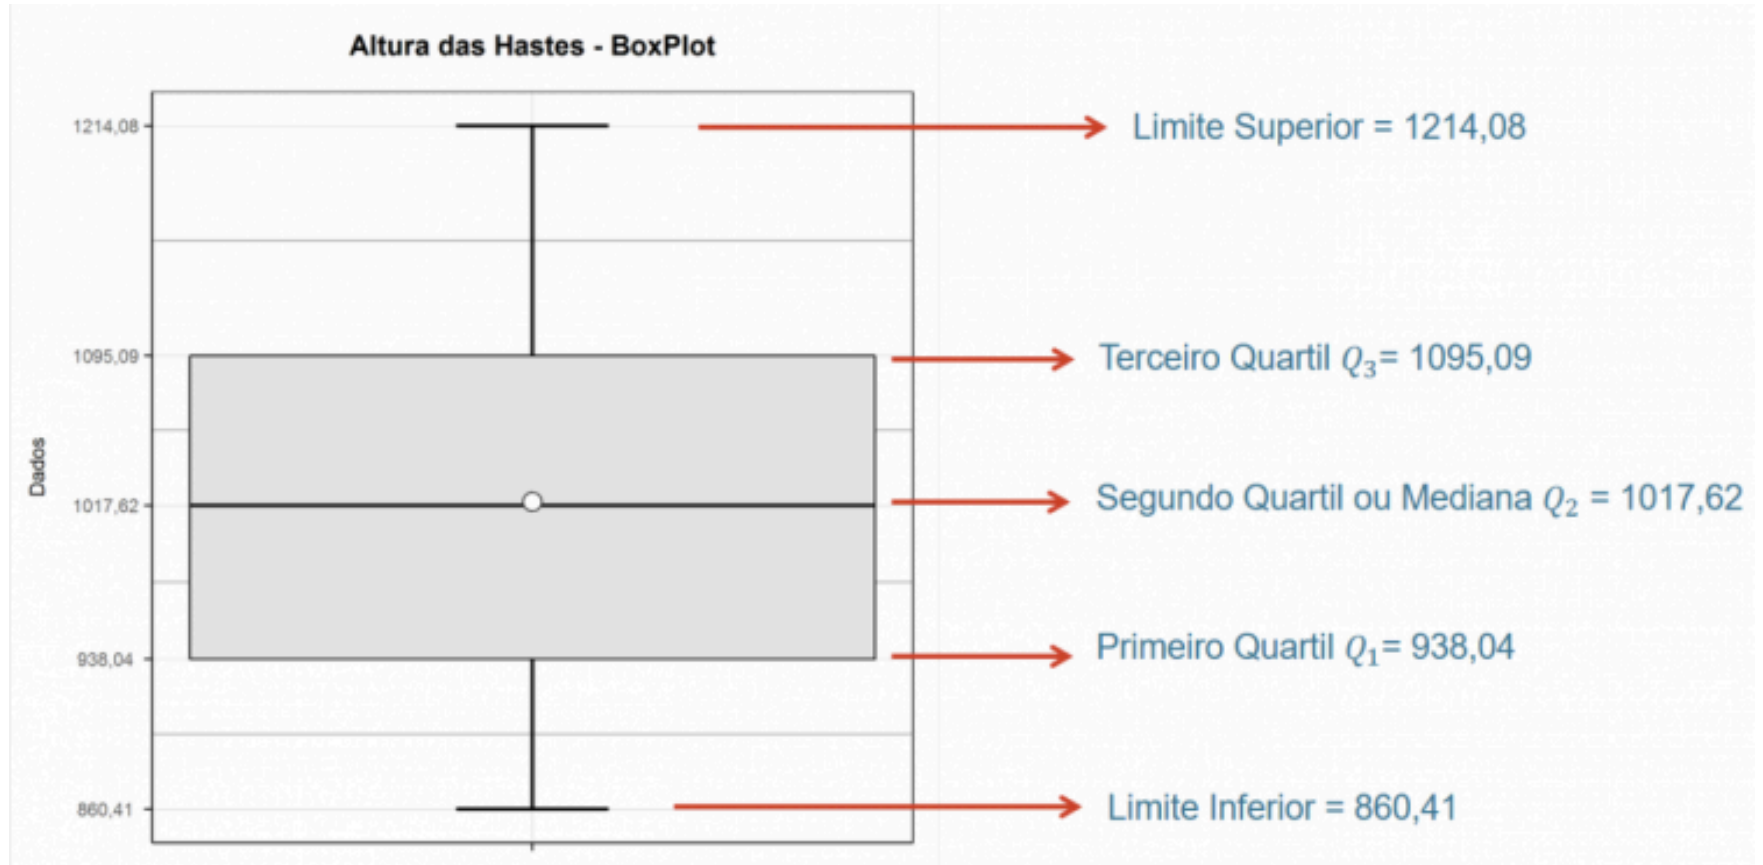 Altura das Hastes - BoxPlot
1214,08
Limite Superior = 1214,08
1095,09
Terceiro Quartil Q₃= 1095,09
Dados
1017,62
Segundo Quartil ou Mediana Q₂ = 1017,62
938,04
Primeiro Quartil Q₁= 938,04
860,41
Limite Inferior = 860,41